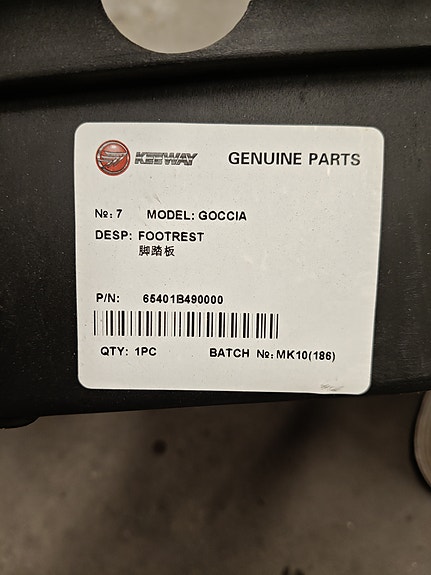 KEEWAY GENUINE PARTS
№: 7 MODEL: GOCCIA
DESP: FOOTREST
脚踏板
P/N: 65401B490000
QTY: 1PC BATCH №: MK10(186)